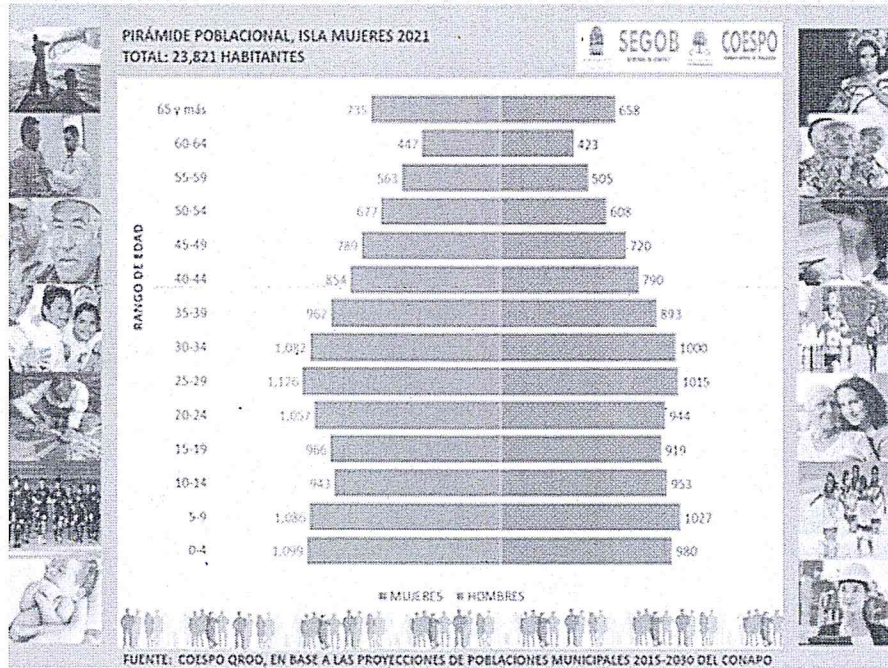 PIRÁMIDE POBLACIONAL, ISLA MUJERES 2021
TOTAL: 23,821 HABITANTES
SEGOB COESPO
RANGO DE EDAD
65 y más 735 658
60-64 447 423
55-59 563 505
50-54 677 608
45-49 789 720
40-44 854 790
35-39 962 893
30-34 1,082 1000
25-29 1,126 1015
20-24 1,057 944
15-19 966 919
10-14 943 953
5-9 1,086 1027
0-4 1,099 980
MUJERES HOMBRES
FUENTE: COESPO QROO, EN BASE A LAS PROYECCIONES DE POBLACIONES MUNICIPALES 2015-2030 DEL CONAPO